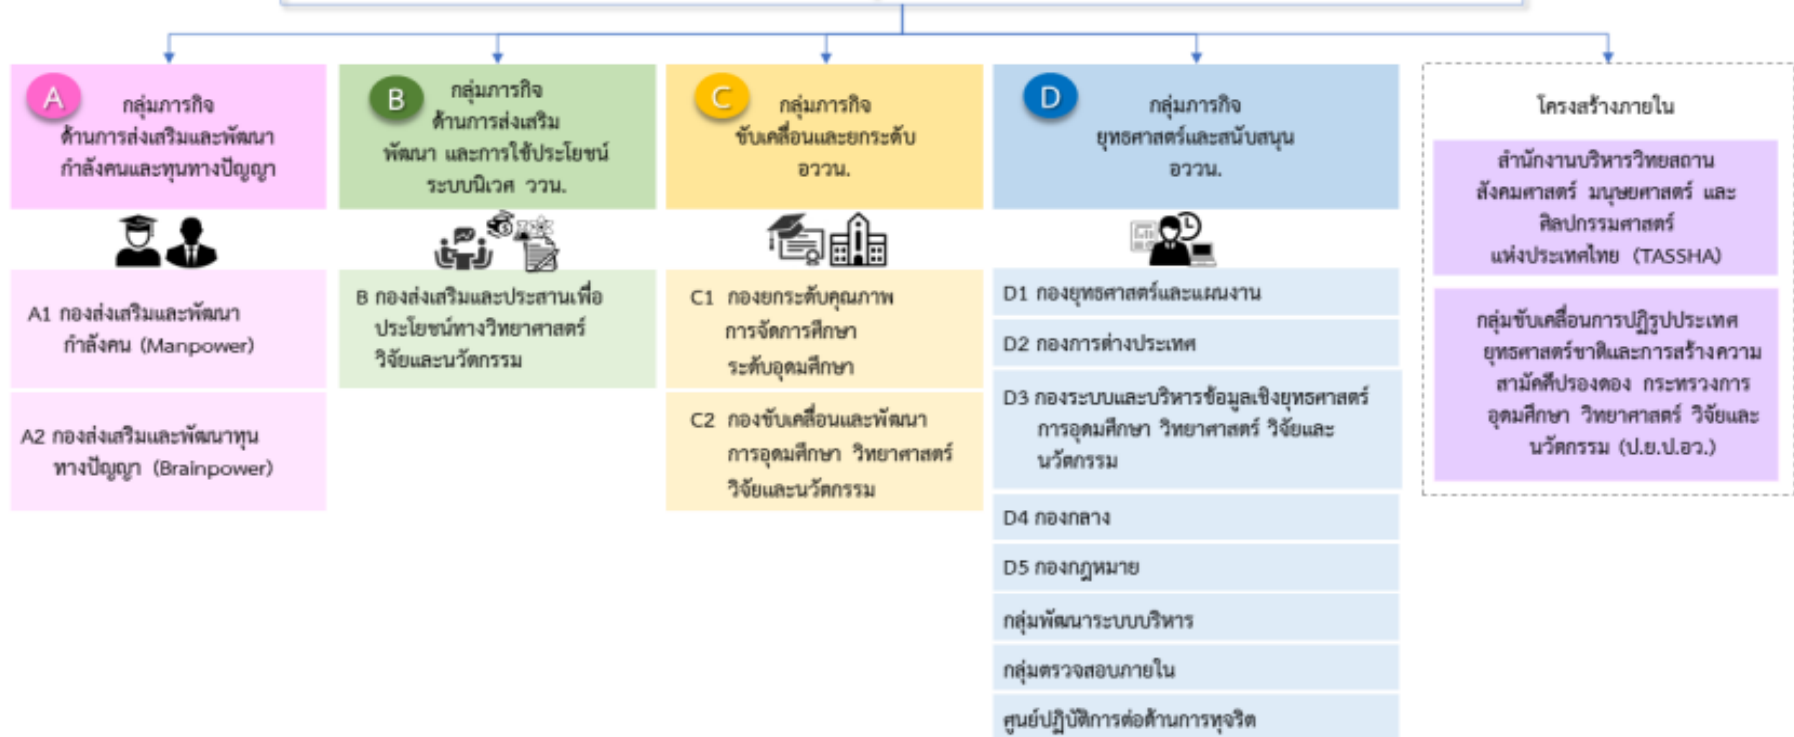 A
กลุ่มภารกิจ
ด้านการส่งเสริมและพัฒนา
กำลังคนและทุนทางปัญญา
A1 กองส่งเสริมและพัฒนา
กำลังคน (Manpower)
A2 กองส่งเสริมและพัฒนาทุน
ทางปัญญา (Brainpower)
B
กลุ่มภารกิจ
ด้านการส่งเสริม
พัฒนา และการใช้ประโยชน์
ระบบนิเวศ ววน.
B กองส่งเสริมและประสานเพื่อ
ประโยชน์ทางวิทยาศาสตร์
วิจัยและนวัตกรรม
C
กลุ่มภารกิจ
ขับเคลื่อนและยกระดับ
อววน.
C1 กองยกระดับคุณภาพ
การจัดการศึกษา
ระดับอุดมศึกษา
C2 กองขับเคลื่อนและพัฒนา
การอุดมศึกษา วิทยาศาสตร์
วิจัยและนวัตกรรม
D
กลุ่มภารกิจ
ยุทธศาสตร์และสนับสนุน
อววน.
D1 กองยุทธศาสตร์และแผนงาน
D2 กองการต่างประเทศ
D3 กองระบบและบริหารข้อมูลเชิงยุทธศาสตร์
การอุดมศึกษา วิทยาศาสตร์ วิจัยและ
นวัตกรรม
D4 กองกลาง
D5 กองกฎหมาย
กลุ่มพัฒนาระบบบริหาร
กลุ่มตรวจสอบภายใน
ศูนย์ปฏิบัติการต่อต้านการทุจริต
โครงสร้างภายใน
สำนักงานบริหารวิทยสถาน
สังคมศาสตร์ มนุษยศาสตร์ และ
ศิลปกรรมศาสตร์
แห่งประเทศไทย (TASSHA)
กลุ่มขับเคลื่อนการปฏิรูปประเทศ
ยุทธศาสตร์ชาติและการสร้างความ
สามัคคีปรองดอง กระทรวงการ
อุดมศึกษา วิทยาศาสตร์ วิจัยและ
นวัตกรรม (ป.ย.ป.อว.)